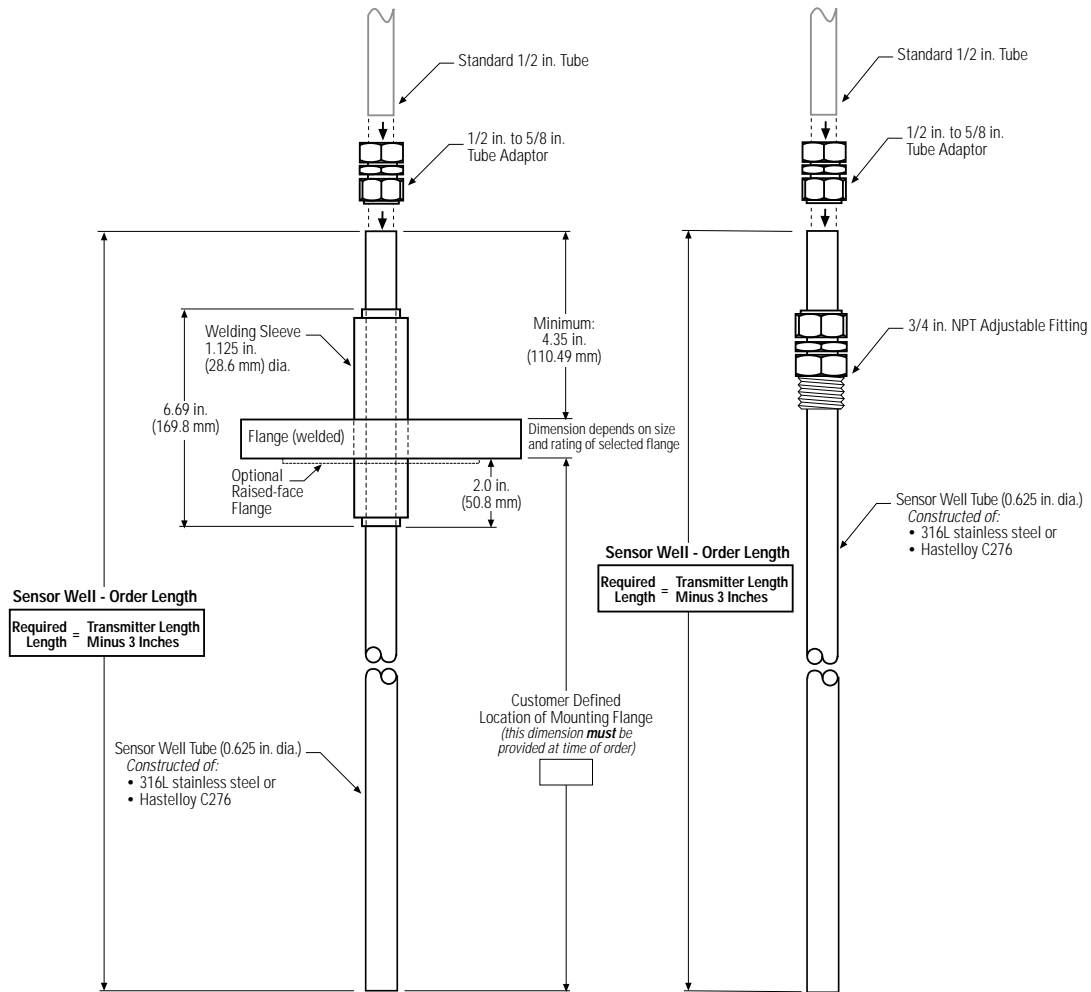 Standard 1/2 in. Tube
1/2 in. to 5/8 in.
Tube Adaptor
Welding Sleeve
1.125 in.
(28.6 mm) dia.
Minimum:
4.35 in.
(110.49 mm)
6.69 in.
(169.8 mm)
Flange (welded)
Dimension depends on size
and rating of selected flange
Optional
Raised-face
Flange
2.0 in.
(50.8 mm)
Sensor Well - Order Length
Required Length = Transmitter Length Minus 3 Inches
Customer Defined
Location of Mounting Flange
(this dimension must be
provided at time of order)
Sensor Well Tube (0.625 in. dia.)
Constructed of:
• 316L stainless steel or
• Hastelloy C276
Standard 1/2 in. Tube
1/2 in. to 5/8 in.
Tube Adaptor
3/4 in. NPT Adjustable Fitting
Sensor Well Tube (0.625 in. dia.)
Constructed of:
• 316L stainless steel or
• Hastelloy C276
Sensor Well - Order Length
Required Length = Transmitter Length Minus 3 Inches